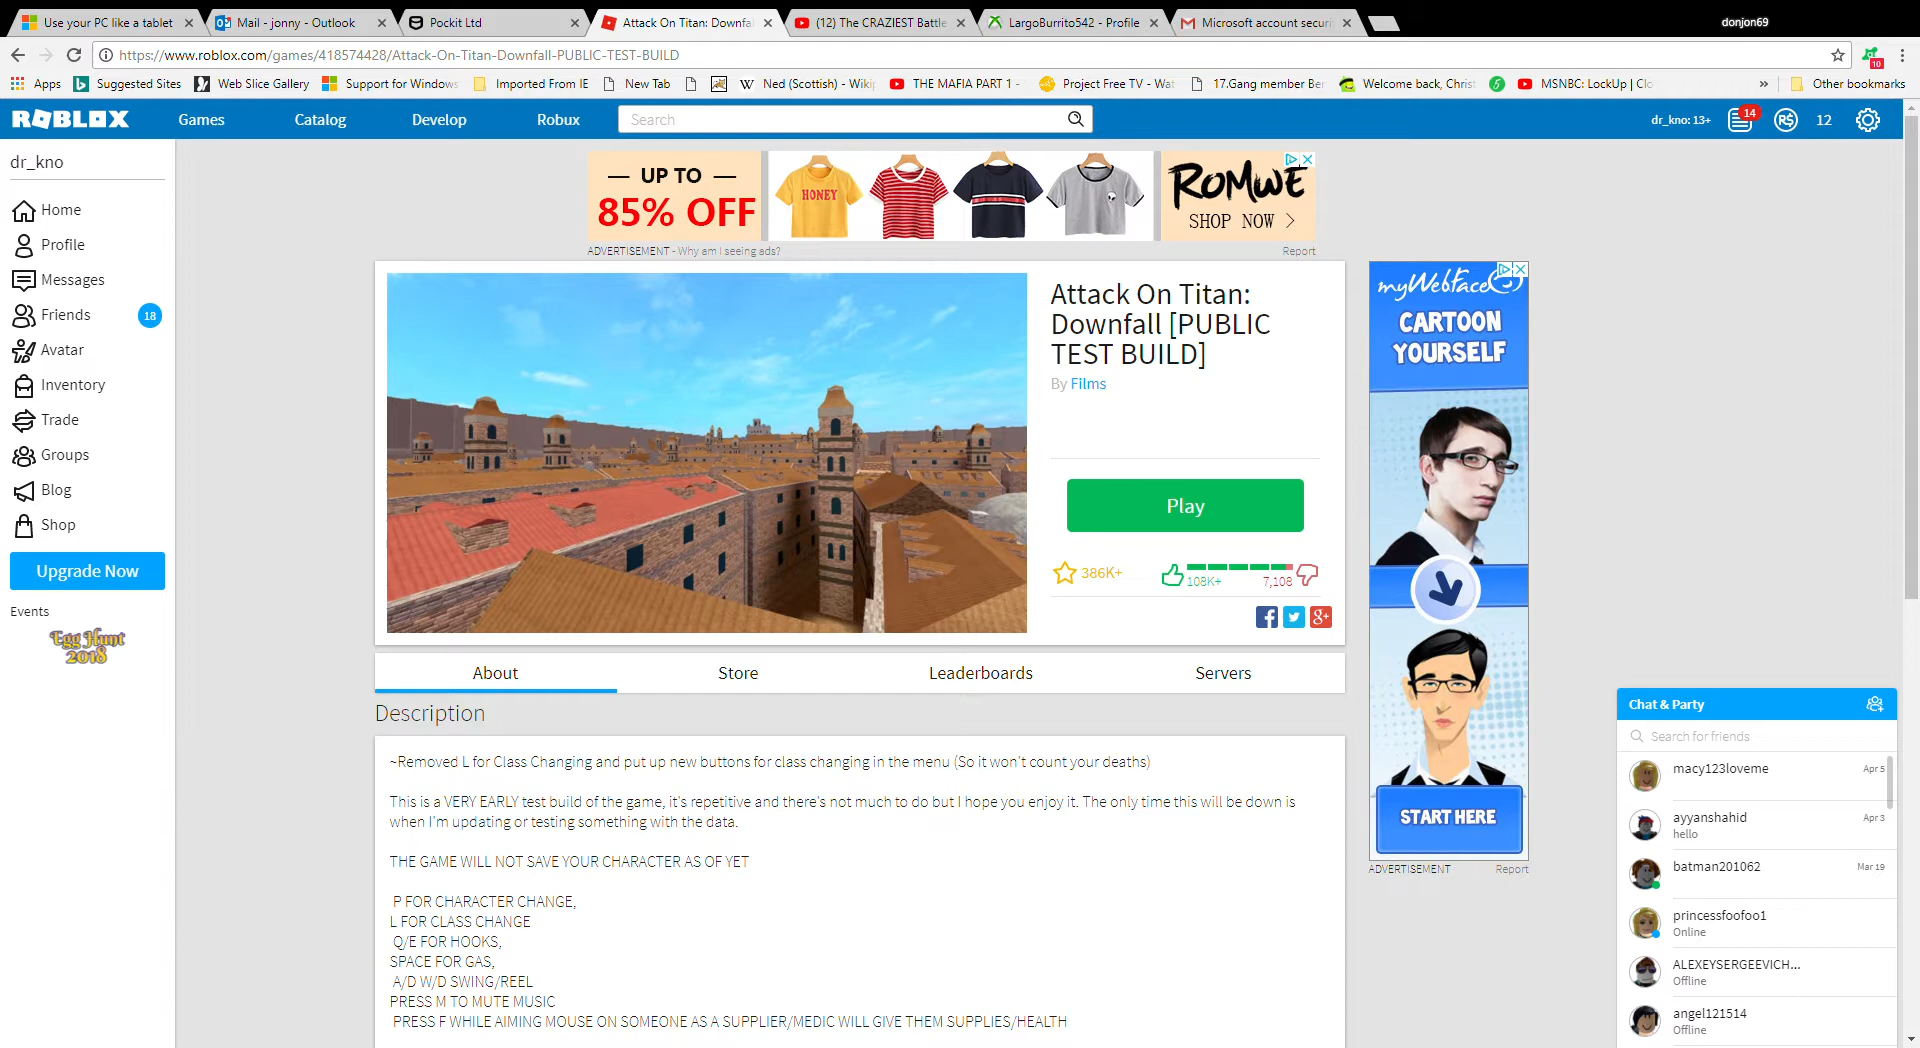 Use your PC like a tablet
Mail - jonny - Outlook
Pockit Ltd
Attack On Titan: Downfal
(12) The CRAZIEST Battle
LargoBurrito542 - Profile
Microsoft account securi
donjon69
https://www.roblox.com/games/418574428/Attack-On-Titan-Downfall-PUBLIC-TEST-BUILD
10
Apps
Suggested Sites
Web Slice Gallery
Support for Windows
Imported From IE
New Tab
Ned (Scottish) - Wiki
THE MAFIA PART 1 -
Project Free TV - Wat
17.Gang member Ben
Welcome back, Christ
MSNBC: LockUp | Clo
»
Other bookmarks
ROBLOX
Games
Catalog
Develop
Robux
Search
dr_kno: 13+
14
R$
12
dr_kno
Home
Profile
Messages
Friends
18
Avatar
Inventory
Trade
Groups
Blog
Shop
Upgrade Now
Events
Egg Hunt
2018
— UP TO —
85% OFF
HONEY
ROMWE
SHOP NOW >
ADVERTISEMENT - Why am I seeing ads?
Report
Attack On Titan:
Downfall [PUBLIC
TEST BUILD]
By Films
Play
386K+
108K+
7,108
About
Store
Leaderboards
Servers
Description
~Removed L for Class Changing and put up new buttons for class changing in the menu (So it won't count your deaths)
This is a VERY EARLY test build of the game, it's repetitive and there's not much to do but I hope you enjoy it. The only time this will be down is
when I'm updating or testing something with the data.
THE GAME WILL NOT SAVE YOUR CHARACTER AS OF YET
P FOR CHARACTER CHANGE,
L FOR CLASS CHANGE
Q/E FOR HOOKS,
SPACE FOR GAS,
A/D W/D SWING/REEL
PRESS M TO MUTE MUSIC
PRESS F WHILE AIMING MOUSE ON SOMEONE AS A SUPPLIER/MEDIC WILL GIVE THEM SUPPLIES/HEALTH
myWebface
CARTOON
YOURSELF
START HERE
ADVERTISEMENT
Report
Chat & Party
Search for friends
macy123loveme
Apr 5
ayyanshahid
Apr 3
hello
batman201062
Mar 19
princessfoofoo1
Online
ALEXEYSERGEEVICH...
Offline
angel121514
Offline